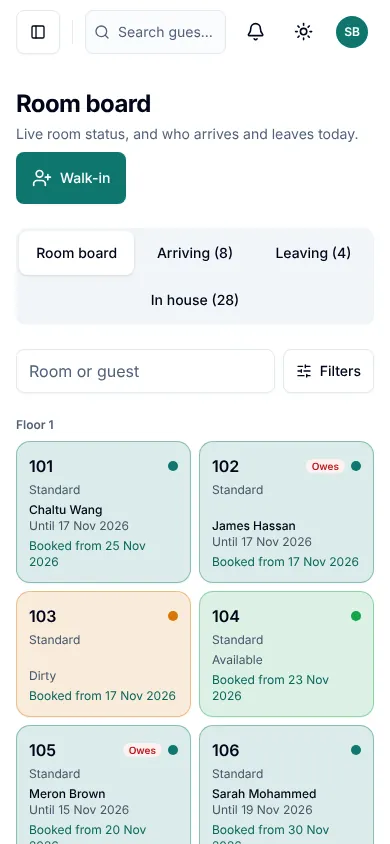 Search gues...
SB
Room board
Live room status, and who arrives and leaves today.
Walk-in
Room board
Arriving (8)
Leaving (4)
In house (28)
Room or guest
Filters
Floor 1
101
Standard
Chaltu Wang
Until 17 Nov 2026
Booked from 25 Nov
2026
102
Owes
Standard
James Hassan
Until 17 Nov 2026
Booked from 17 Nov 2026
103
Standard
Dirty
Booked from 17 Nov 2026
104
Standard
Available
Booked from 23 Nov
2026
105
Owes
Standard
Meron Brown
Until 15 Nov 2026
Booked from 20 Nov
2026
106
Standard
Sarah Mohammed
Until 19 Nov 2026
Booked from 30 Nov
2026